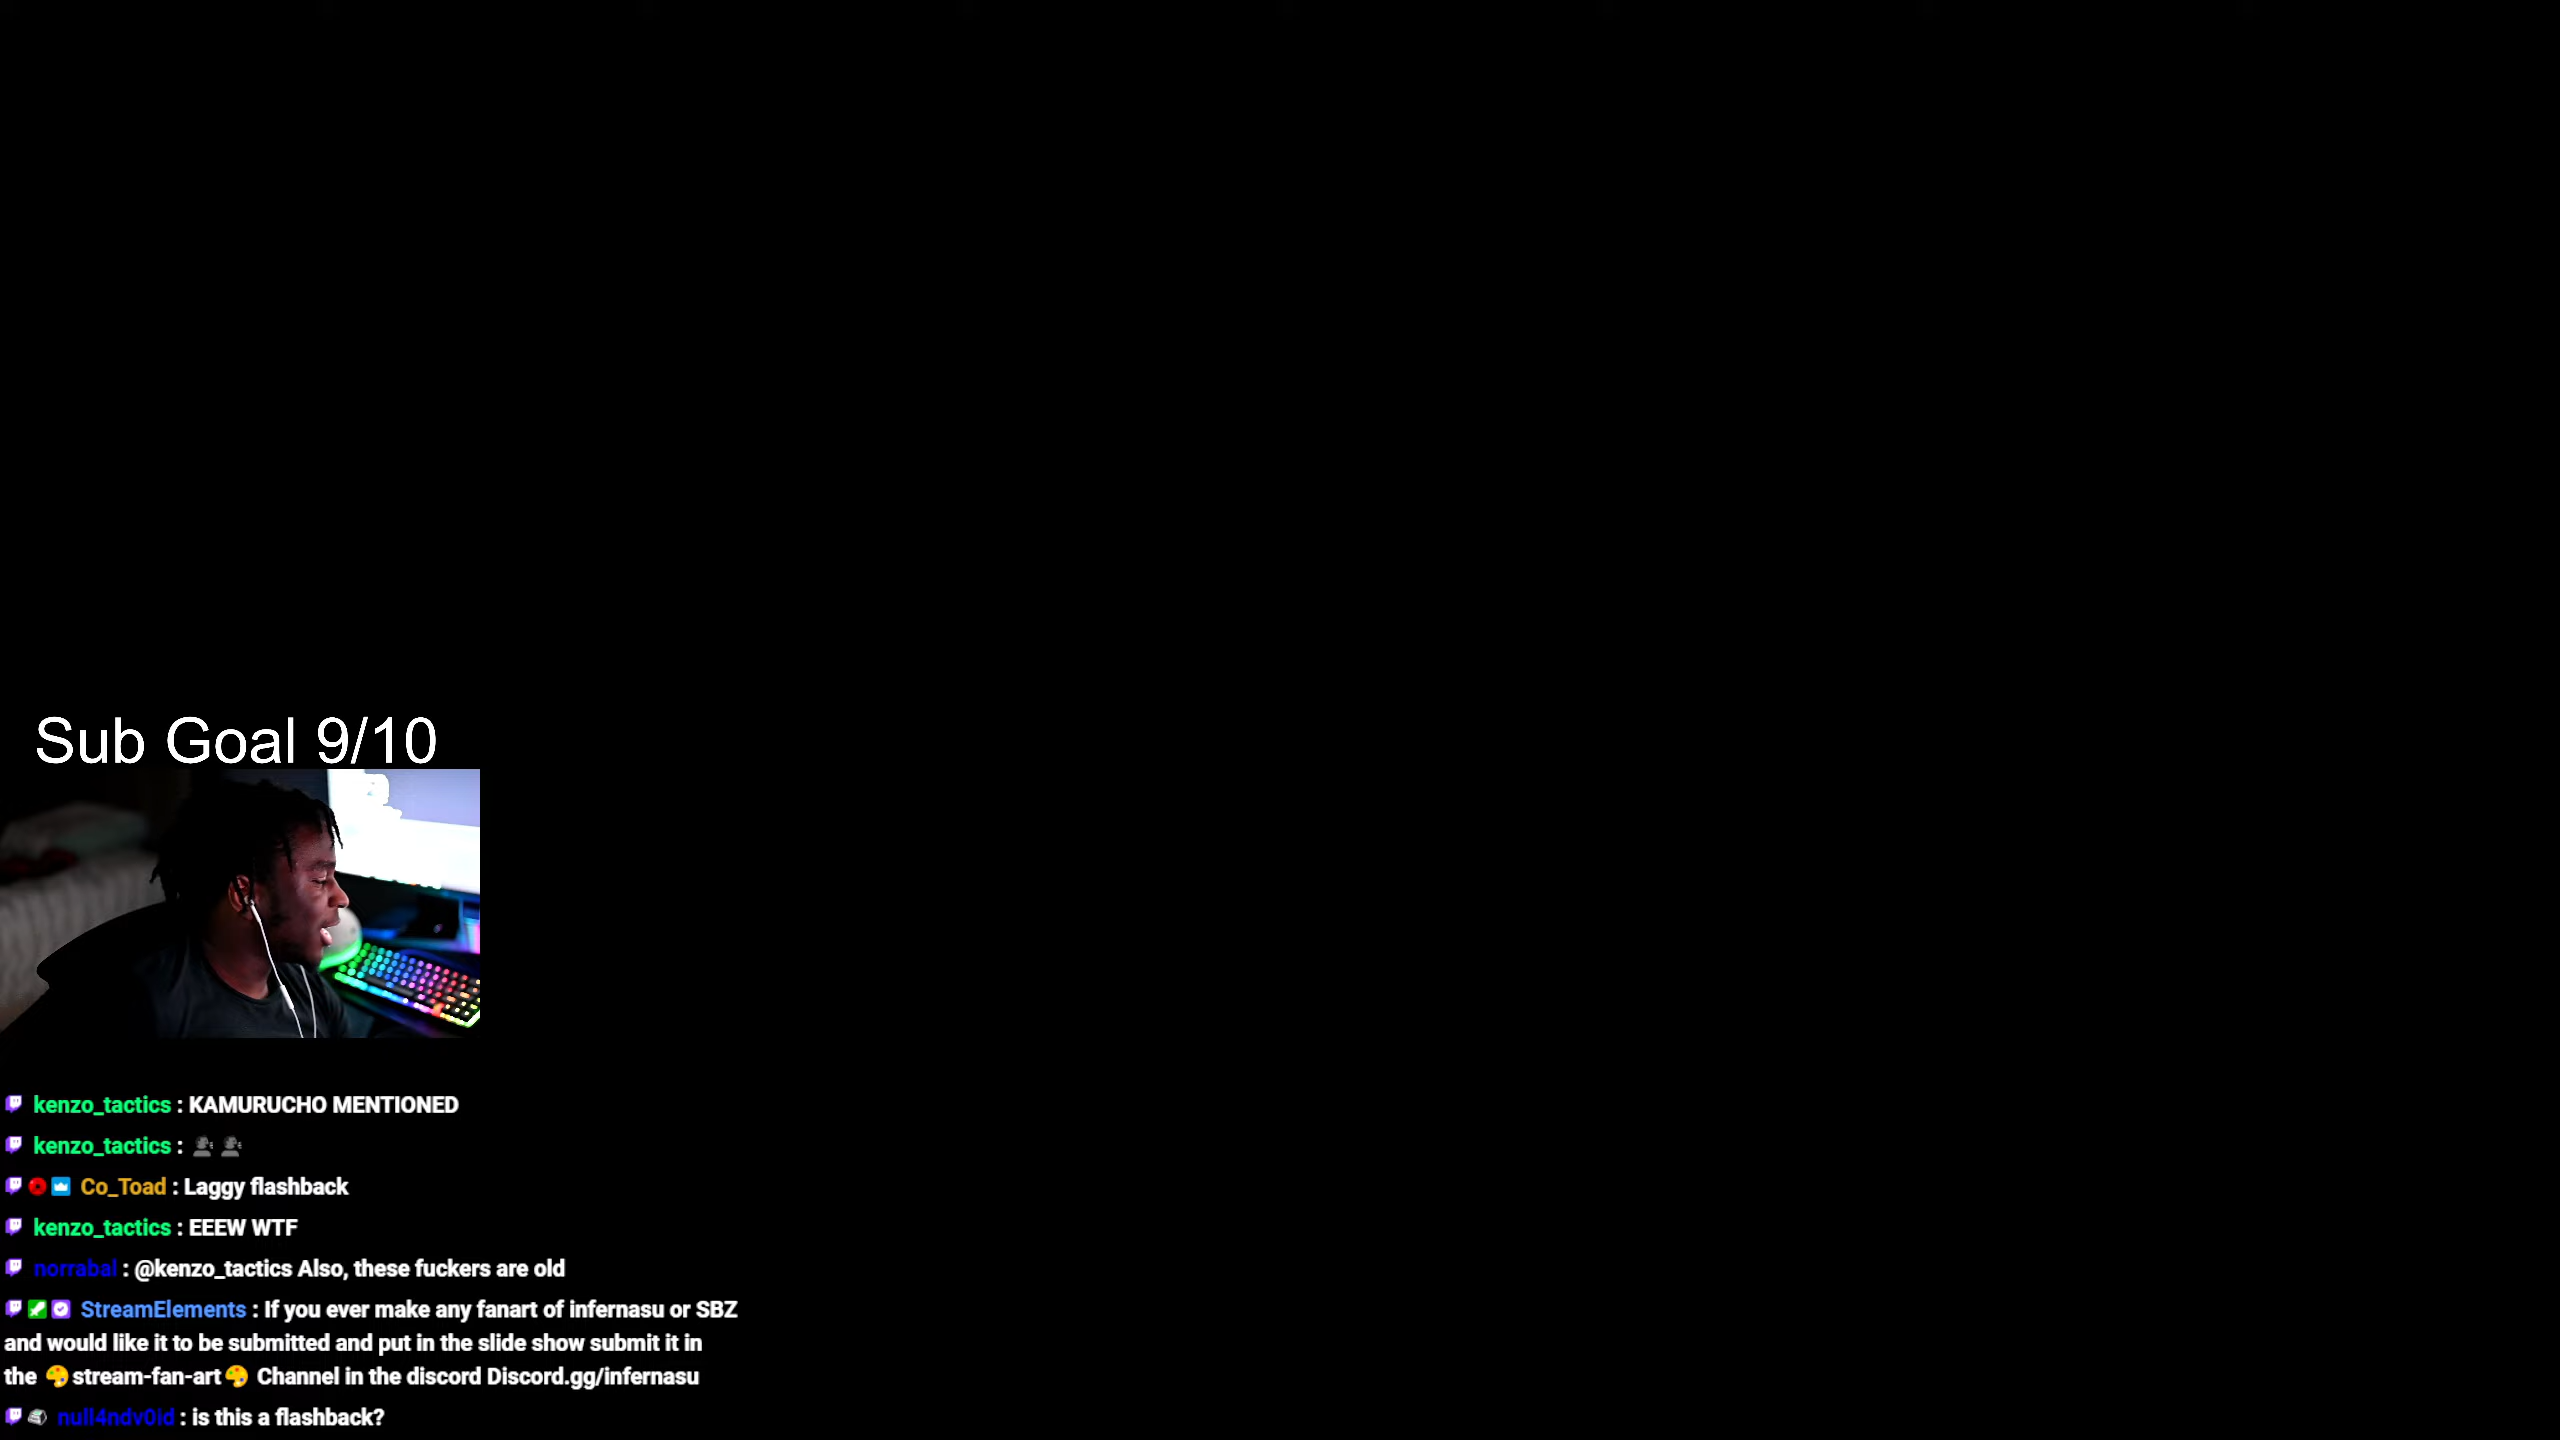 Sub Goal 9/10
kenzo_tactics : KAMURUCHO MENTIONED
kenzo_tactics : 🗣️ 🗣️
Co_Toad : Laggy flashback
kenzo_tactics : EEEW WTF
norrabal : @kenzo_tactics Also, these fuckers are old
StreamElements : If you ever make any fanart of infernasu or SBZ
and would like it to be submitted and put in the slide show submit it in
the 🎨stream-fan-art🎨 Channel in the discord Discord.gg/infernasu
null4ndv0id : is this a flashback?